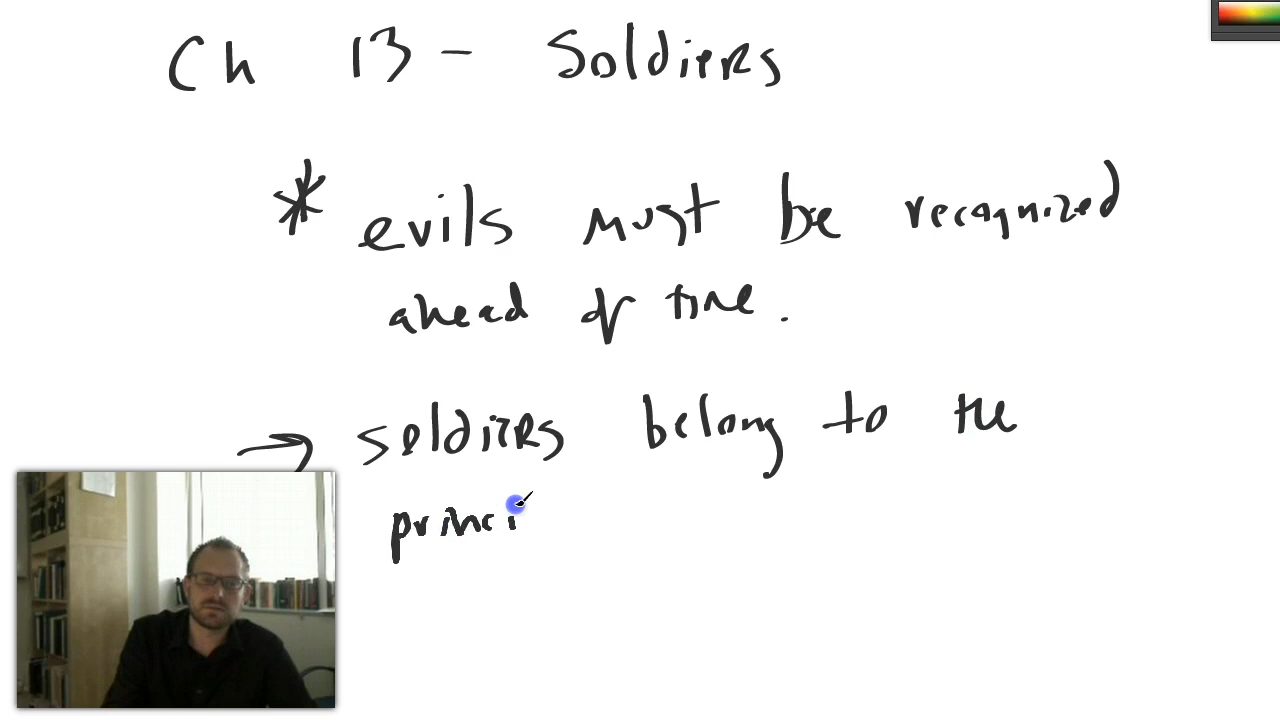 Ch 13 - Soldiers
* evils must be recognized
ahead of time.
→ soldiers belong to the
princi